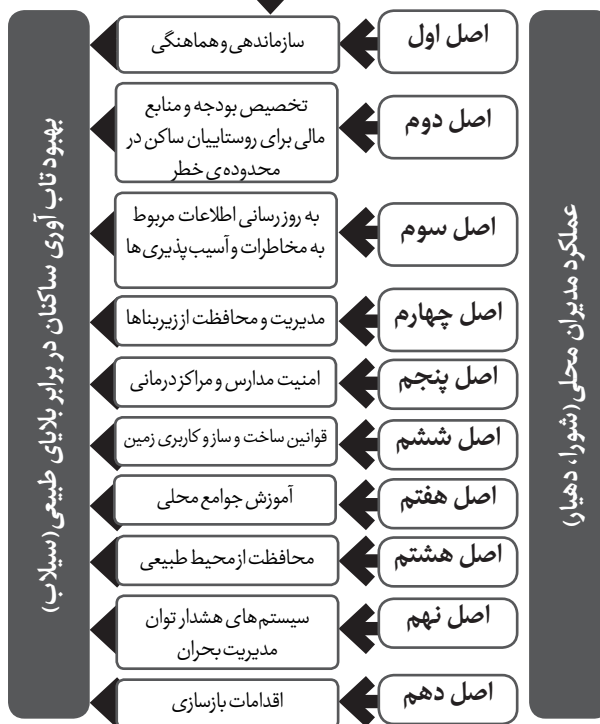 عملکرد مدیران محلی (شورا، دهیار)
اصل اول
سازماندهی و هماهنگی
اصل دوم
تخصیص بودجه و منابع
مالی برای روستاییان ساکن در
محدوده‌ی خطر
اصل سوم
به روز رسانی اطلاعات مربوط
به مخاطرات و آسیب‌پذیری‌ها
اصل چهارم
مدیریت و محافظت از زیربناها
اصل پنجم
امنیت مدارس و مراکز درمانی
اصل ششم
قوانین ساخت و ساز و کاربری زمین
اصل هفتم
آموزش جوامع محلی
اصل هشتم
محافظت از محیط طبیعی
اصل نهم
سیستم‌های هشدار توان
مدیریت بحران
اصل دهم
اقدامات بازسازی
بهبود تاب آوری ساکنان در برابر بلایای طبیعی (سیلاب)